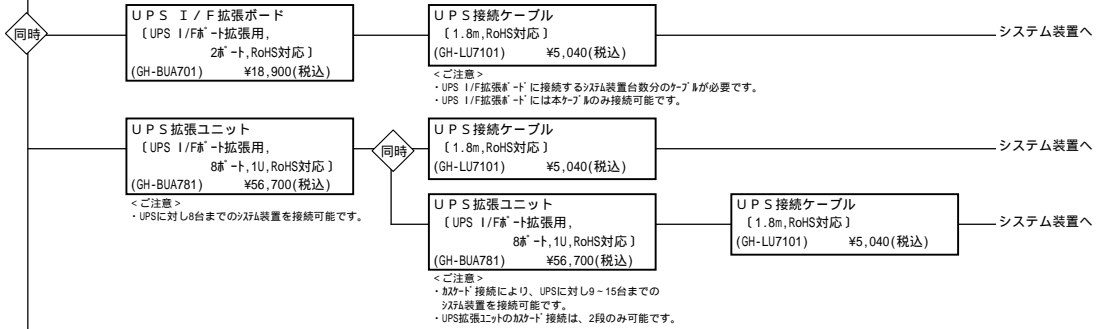 同時
UPS I/F拡張ボード
〔UPS I/Fﾎﾟｰﾄ拡張用,
2ﾎﾟｰﾄ,RoHS対応〕
(GH-BUA701) ¥18,900(税込)
UPS接続ケーブル
〔1.8m,RoHS対応〕
(GH-LU7101) ¥5,040(税込)
システム装置へ
<ご注意>
・UPS I/F拡張ﾎﾞｰﾄﾞに接続するｼｽﾃﾑ装置台数分のｹｰﾌﾞﾙが必要です。
・UPS I/F拡張ﾎﾞｰﾄﾞには本ｹｰﾌﾞﾙのみ接続可能です。
UPS拡張ユニット
〔UPS I/Fﾎﾟｰﾄ拡張用,
8ﾎﾟｰﾄ,1U,RoHS対応〕
(GH-BUA781) ¥56,700(税込)
<ご注意>
・UPSに対し8台までのｼｽﾃﾑ装置を接続可能です。
同時
UPS接続ケーブル
〔1.8m,RoHS対応〕
(GH-LU7101) ¥5,040(税込)
システム装置へ
UPS拡張ユニット
〔UPS I/Fﾎﾟｰﾄ拡張用,
8ﾎﾟｰﾄ,1U,RoHS対応〕
(GH-BUA781) ¥56,700(税込)
<ご注意>
・ｶｽｹｰﾄﾞ接続により、UPSに対し9~15台までの
ｼｽﾃﾑ装置を接続可能です。
・UPS拡張ﾕﾆｯﾄのｶｽｹｰﾄﾞ接続は、2段のみ可能です。
UPS接続ケーブル
〔1.8m,RoHS対応〕
(GH-LU7101) ¥5,040(税込)
システム装置へ